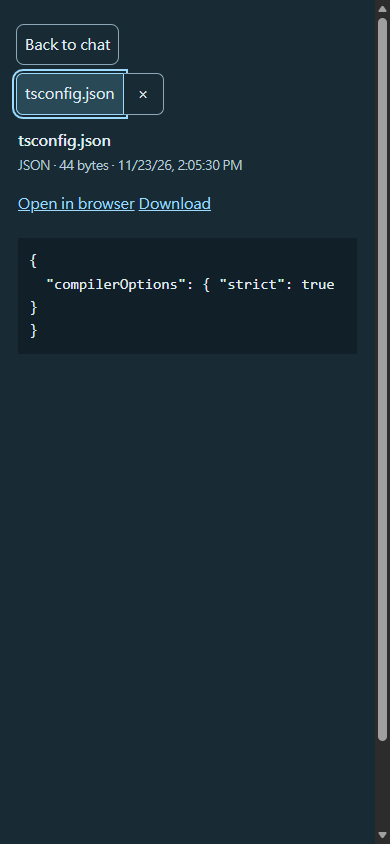 Back to chat
tsconfig.json ×
tsconfig.json
JSON · 44 bytes · 11/23/26, 2:05:30 PM
Open in browser Download
{
  "compilerOptions": { "strict": true
}
}